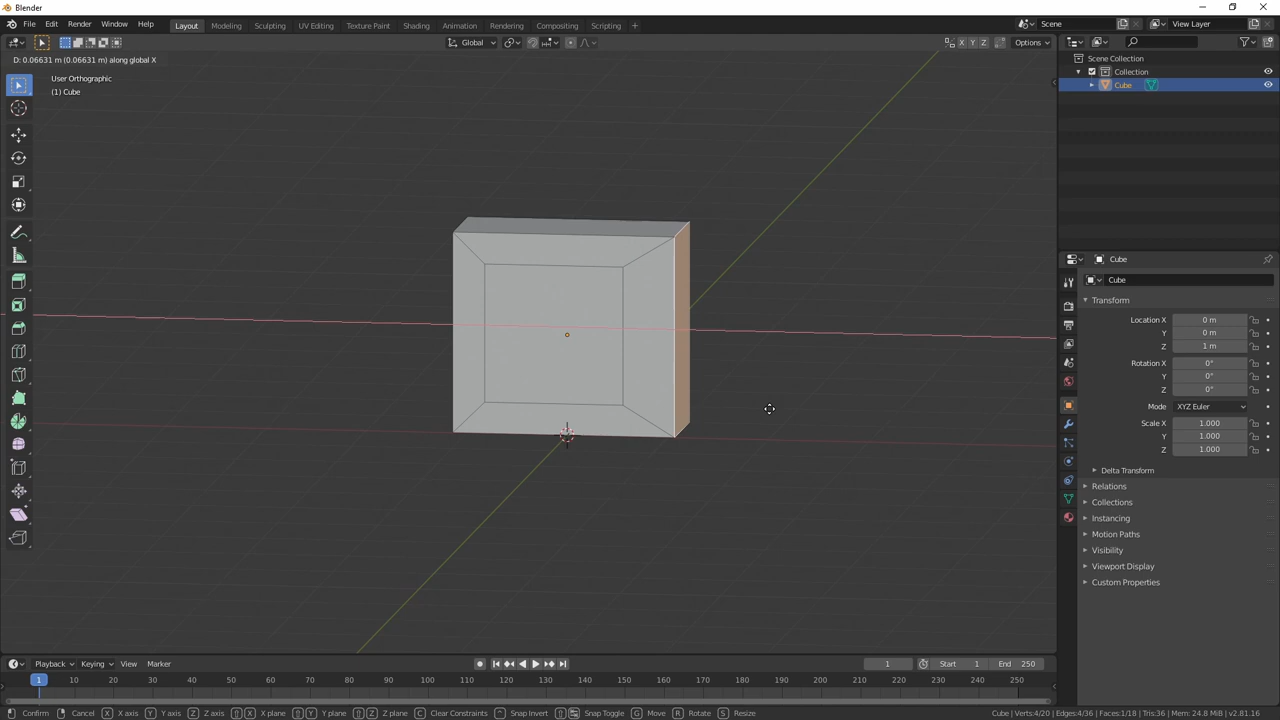 Blender
File Edit Render Window Help Layout Modeling Sculpting UV Editing Texture Paint Shading Animation Rendering Compositing Scripting + Scene View Layer
Global X Y Z Options
D: 0.06631 m (0.06631 m) along global X
User Orthographic
(1) Cube
Scene Collection
Collection
Cube
Cube
Cube
Transform
Location X 0 m
Y 0 m
Z 1 m
Rotation X 0°
Y 0°
Z 0°
Mode XYZ Euler
Scale X 1.000
Y 1.000
Z 1.000
Delta Transform
Relations
Collections
Instancing
Motion Paths
Visibility
Viewport Display
Custom Properties
Playback Keying View Marker 1 Start 1 End 250
1 10 20 30 40 50 60 70 80 90 100 110 120 130 140 150 160 170 180 190 200 210 220 230 240 250
Confirm Cancel X X axis Y Y axis Z Z axis X X plane Y Y plane Z Z plane C Clear Constraints Snap Invert Snap Toggle G Move R Rotate S Resize Cube | Verts:4/20 | Edges:4/36 | Faces:1/18 | Tris:36 | Mem: 24.8 MiB | v2.81.16